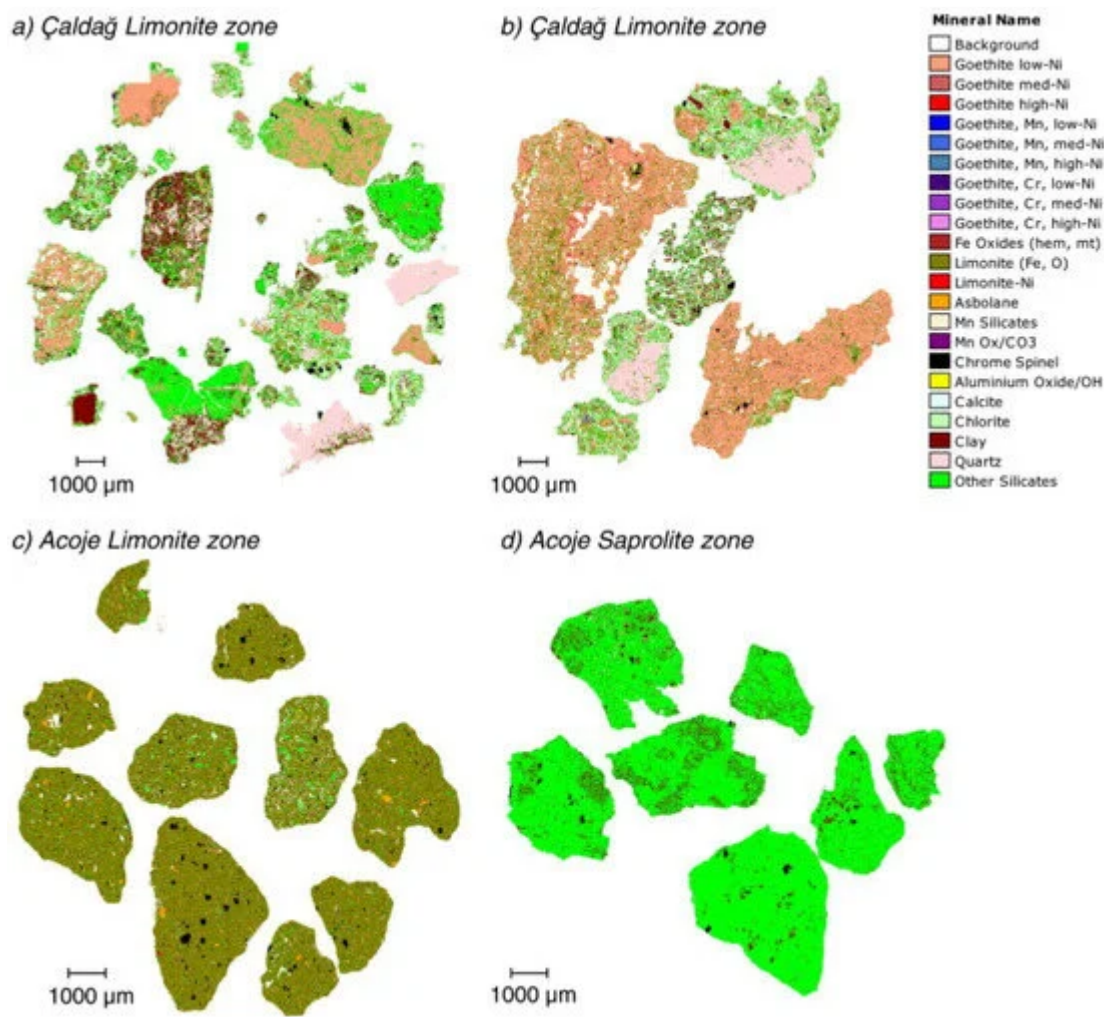 a) Çaldağ Limonite zone
1000 µm
b) Çaldağ Limonite zone
1000 µm
Mineral Name
Background
Goethite low-Ni
Goethite med-Ni
Goethite high-Ni
Goethite, Mn, low-Ni
Goethite, Mn, med-Ni
Goethite, Mn, high-Ni
Goethite, Cr, low-Ni
Goethite, Cr, med-Ni
Goethite, Cr, high-Ni
Fe Oxides (hem, mt)
Limonite (Fe, O)
Limonite-Ni
Asbolane
Mn Silicates
Mn Ox/CO3
Chrome Spinel
Aluminium Oxide/OH
Calcite
Chlorite
Clay
Quartz
Other Silicates
c) Acoje Limonite zone
1000 µm
d) Acoje Saprolite zone
1000 µm